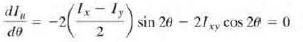 dI_u/dθ = -2((I_x - I_y)/2) sin 2θ - 2I_xy cos 2θ = 0